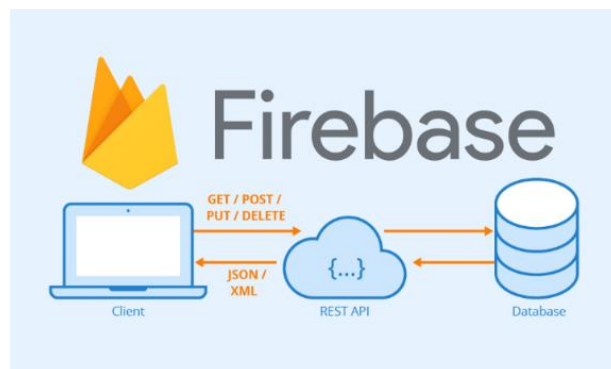 Firebase
GET / POST /
PUT / DELETE
{...}
JSON /
XML
Client
REST API
Database